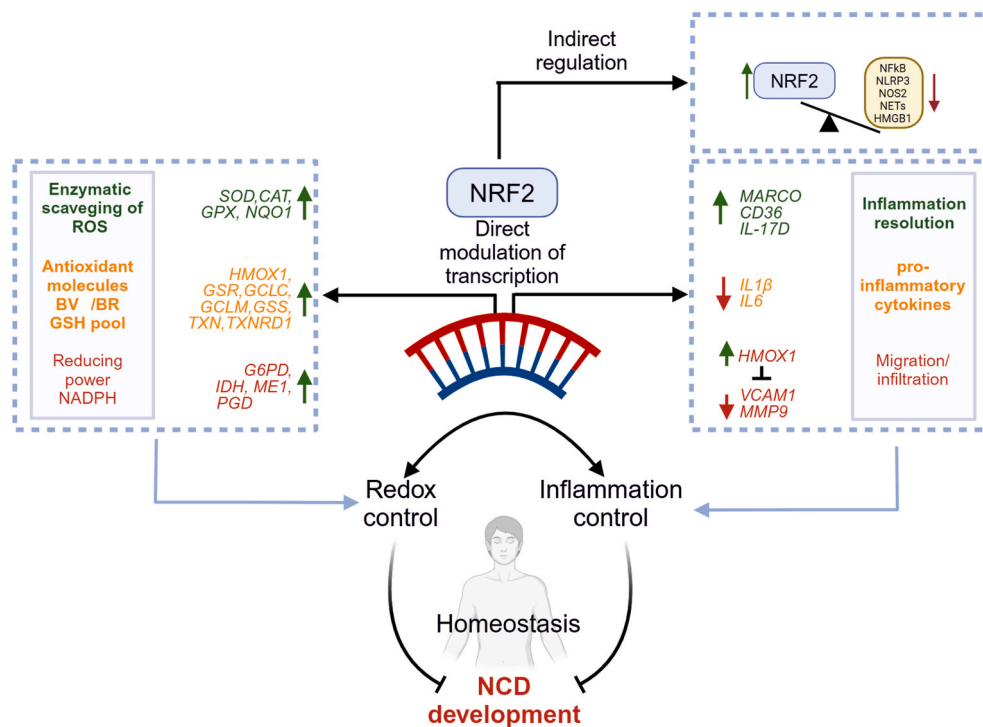 Indirect
regulation
NRF2
NFkB
NLRP3
NOS2
NETs
HMGB1
NRF2
Direct
modulation of
transcription
Enzymatic
scaveging of
ROS
SOD,CAT,
GPX, NQO1
Antioxidant
molecules
BV /BR
GSH pool
HMOX1,
GSR,GCLC,
GCLM,GSS,
TXN,TXNRD1
Reducing
power
NADPH
G6PD,
IDH, ME1,
PGD
MARCO
CD36
IL-17D
Inflammation
resolution
IL1β
IL6
pro-
inflammatory
cytokines
HMOX1
VCAM1
MMP9
Migration/
infiltration
Redox
control
Inflammation
control
Homeostasis
NCD
development